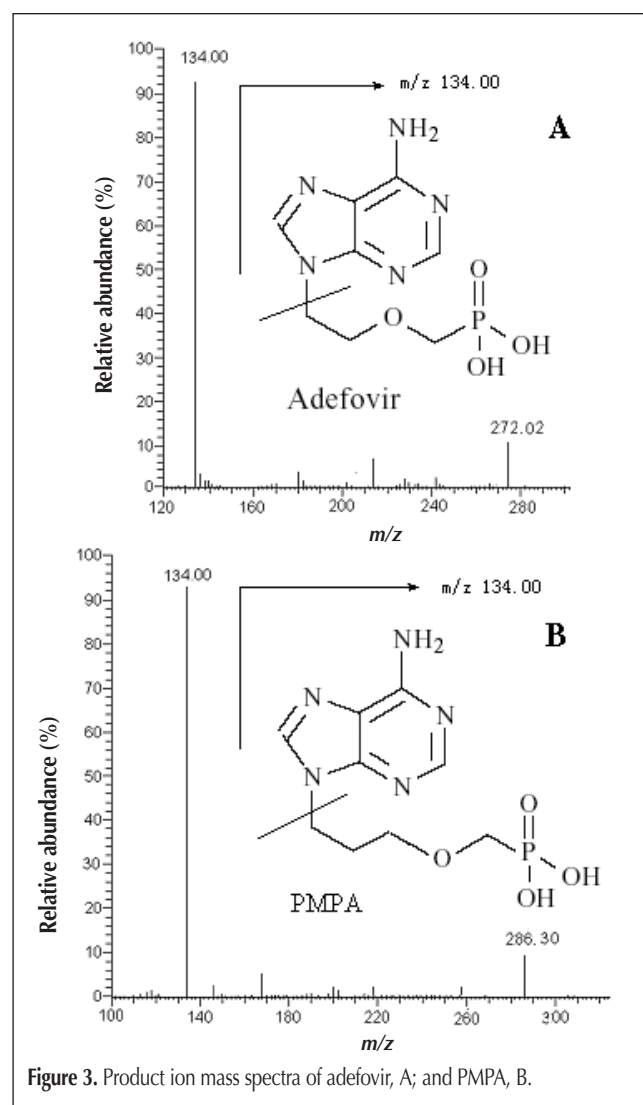 100
90
80
70
60
50
40
30
20
10
0
Relative abundance (%)
134.00
m/z 134.00
A
NH2
N
N
N
N
O
O
P
OH
OH
Adefovir
272.02
120
160
200
240
280
m/z
100
90
80
70
60
50
40
30
20
10
0
Relative abundance (%)
134.00
m/z 134.00
B
NH2
N
N
N
N
O
O
P
OH
OH
PMPA
286.30
100
140
180
220
260
300
m/z
Figure 3. Product ion mass spectra of adefovir, A; and PMPA, B.